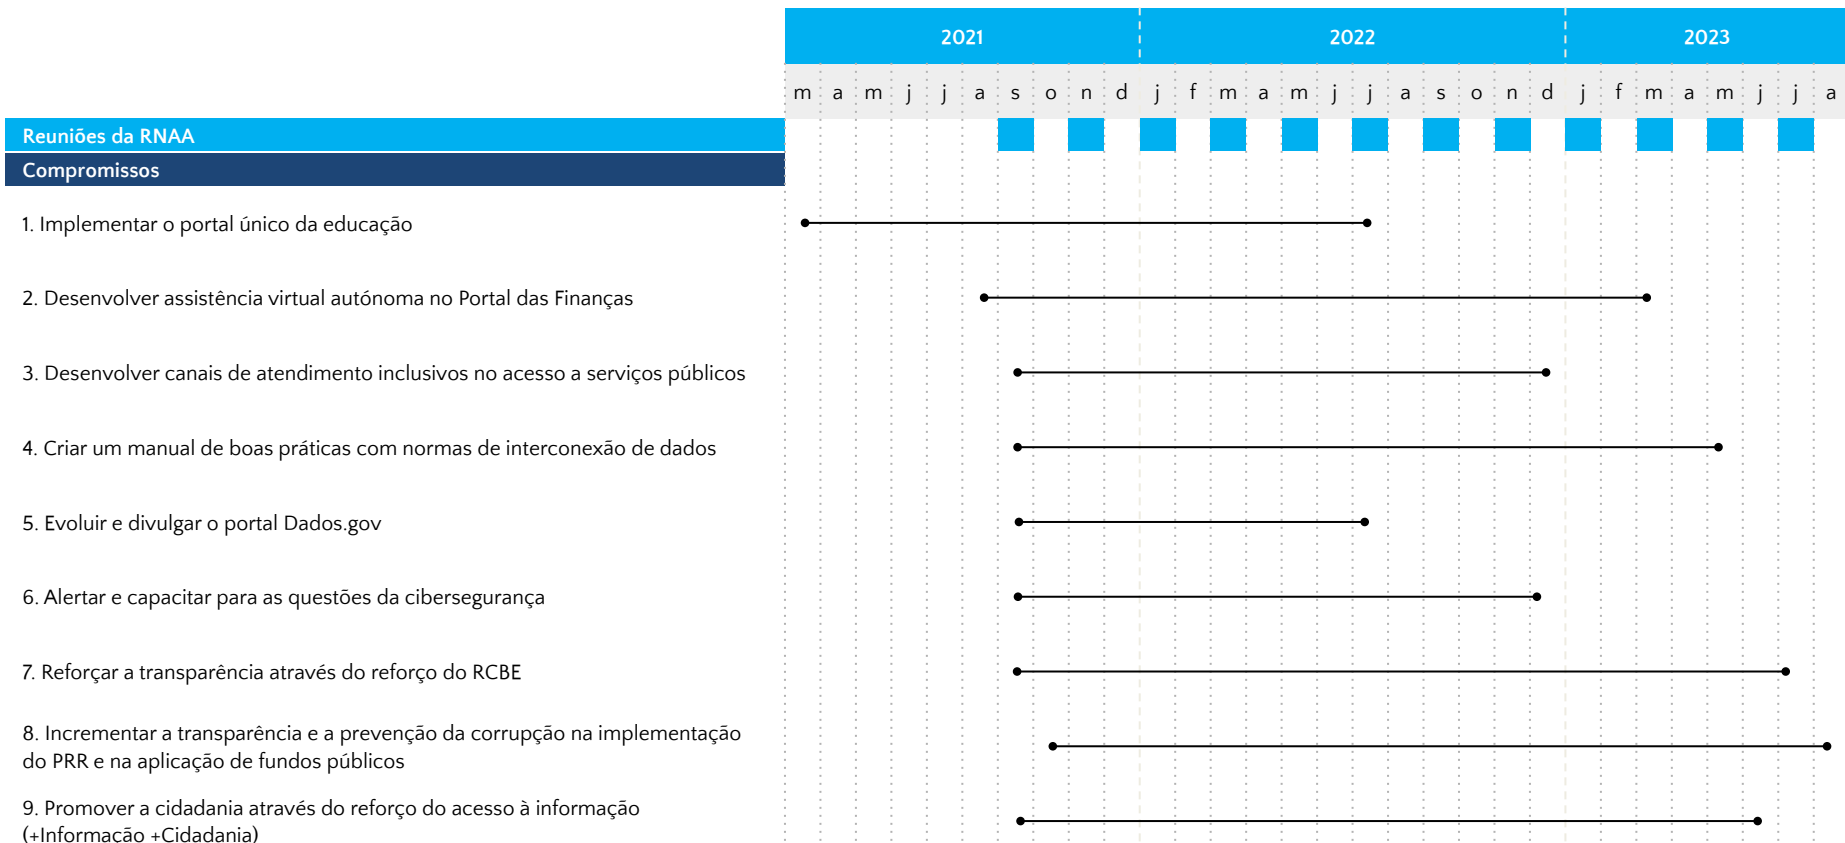 2021 2022 2023
m a m j j a s o n d j f m a m j j a s o n d j f m a m j j a
Reuniões da RNAA
Compromissos
1. Implementar o portal único da educação
2. Desenvolver assistência virtual autónoma no Portal das Finanças
3. Desenvolver canais de atendimento inclusivos no acesso a serviços públicos
4. Criar um manual de boas práticas com normas de interconexão de dados
5. Evoluir e divulgar o portal Dados.gov
6. Alertar e capacitar para as questões da cibersegurança
7. Reforçar a transparência através do reforço do RCBE
8. Incrementar a transparência e a prevenção da corrupção na implementação
do PRR e na aplicação de fundos públicos
9. Promover a cidadania através do reforço do acesso à informação
(+Informação +Cidadania)